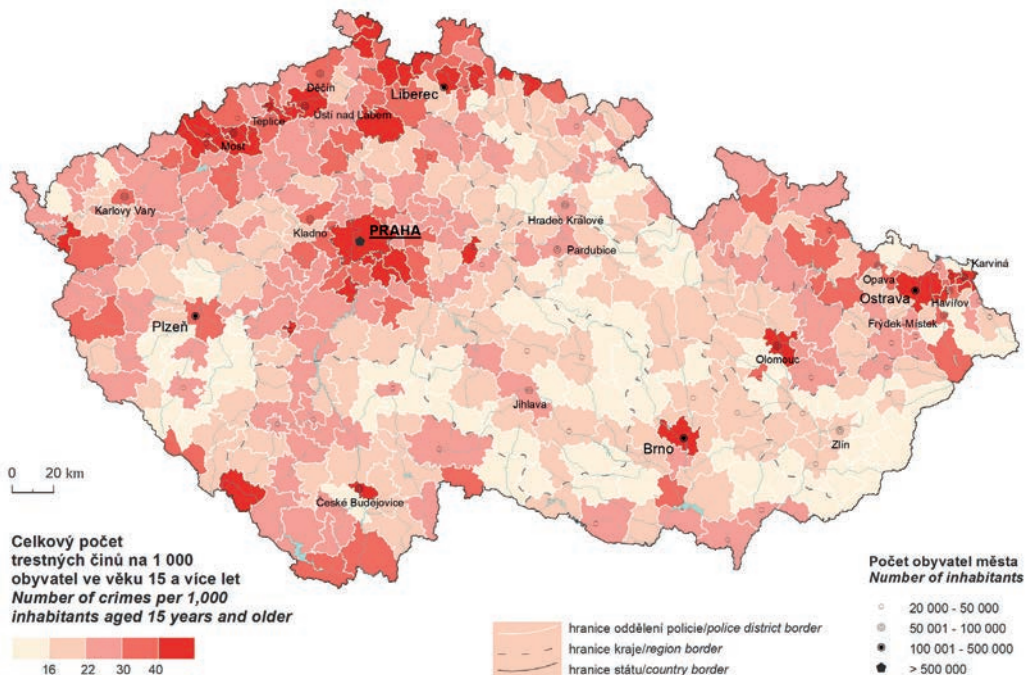 Děčín
Liberec
Ústí nad Labem
Teplice
Most
Karlovy Vary
Hradec Králové
Kladno
PRAHA
Pardubice
Karviná
Opava
Ostrava
Havířov
Plzeň
Frýdek-Místek
Olomouc
Jihlava
Brno
Zlín
0 20 km
České Budějovice
Celkový počet
trestných činů na 1 000
obyvatel ve věku 15 a více let
Number of crimes per 1,000
inhabitants aged 15 years and older
16 22 30 40
hranice oddělení policie/police district border
hranice kraje/region border
hranice státu/country border
Počet obyvatel města
Number of inhabitants
20 000 - 50 000
50 001 - 100 000
100 001 - 500 000
> 500 000